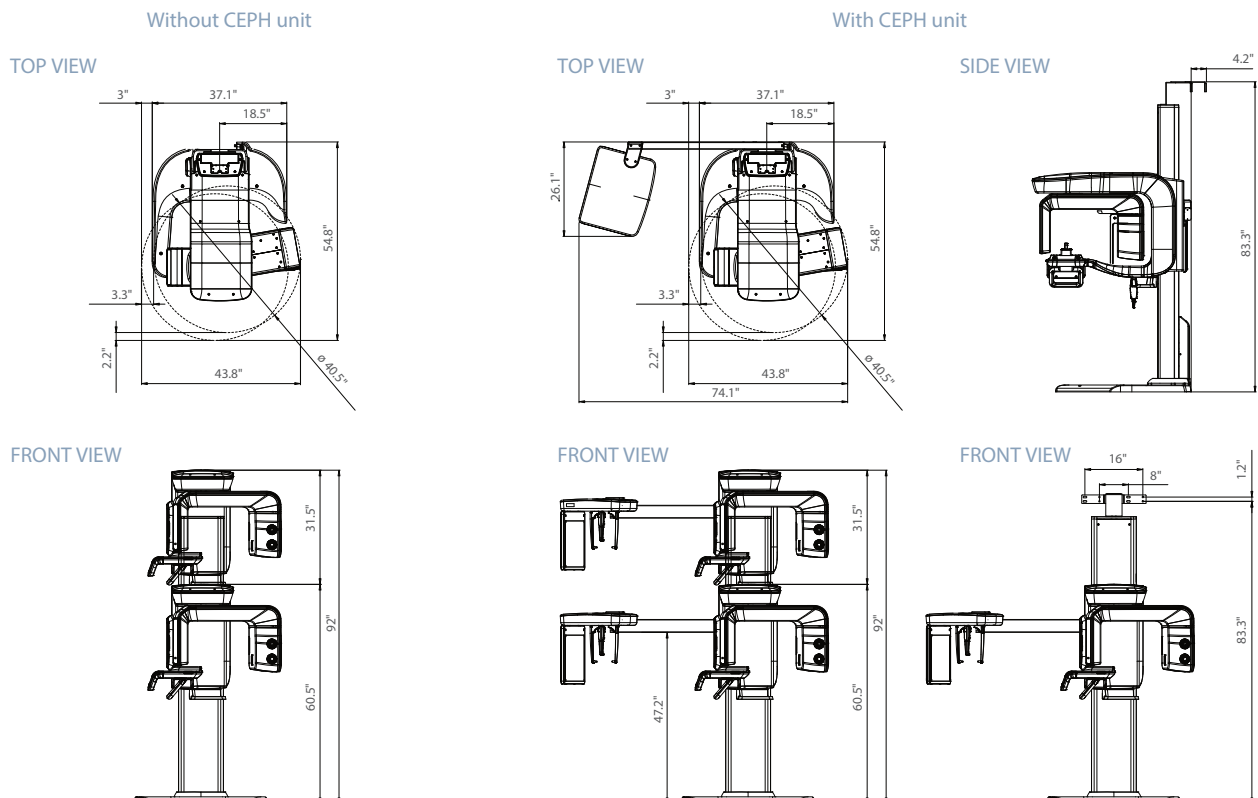 Without CEPH unit
With CEPH unit
TOP VIEW
3"
37.1"
18.5"
54.8"
3.3"
2.2"
ø 40.5"
43.8"
TOP VIEW
3"
37.1"
18.5"
26.1"
54.8"
3.3"
2.2"
ø 40.5"
43.8"
74.1"
SIDE VIEW
4.2"
83.3"
FRONT VIEW
31.5"
92"
60.5"
FRONT VIEW
31.5"
92"
47.2"
60.5"
FRONT VIEW
16"
8"
1.2"
83.3"